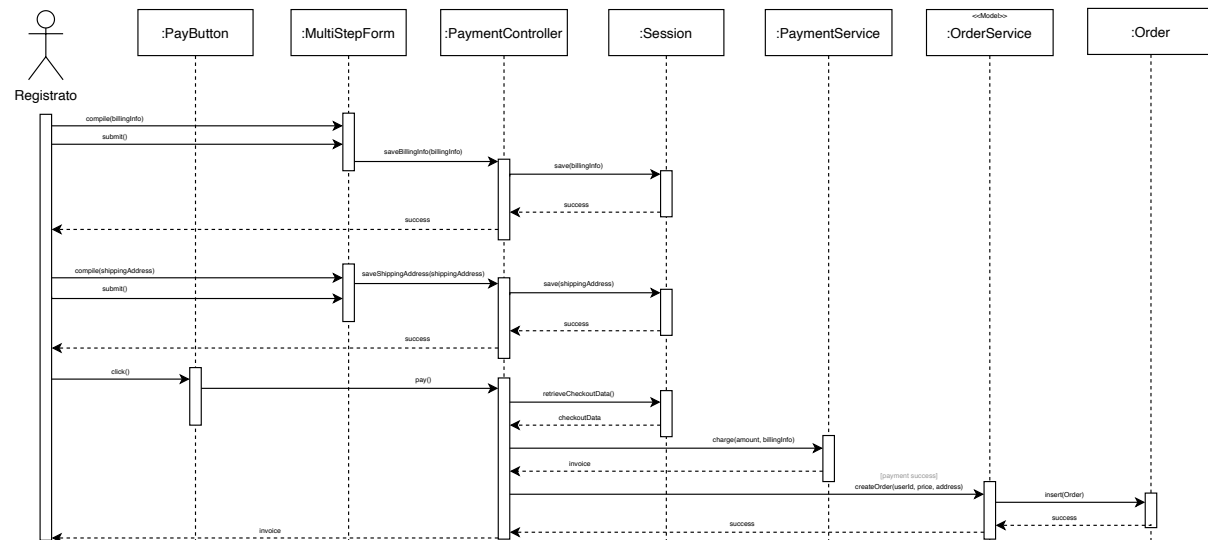 <<Model>>
:PayButton
:MultiStepForm
:PaymentController
:Session
:PaymentService
:OrderService
:Order
Registrato
compile(billingInfo)
submit()
saveBillingInfo(billingInfo)
save(billingInfo)
success
success
compile(shippingAddress)
saveShippingAddress(shippingAddress)
submit()
save(shippingAddress)
success
success
click()
pay()
retrieveCheckoutData()
checkoutData
charge(amount, billingInfo)
invoice
[payment success]
createOrder(userId, price, address)
insert(Order)
success
success
invoice